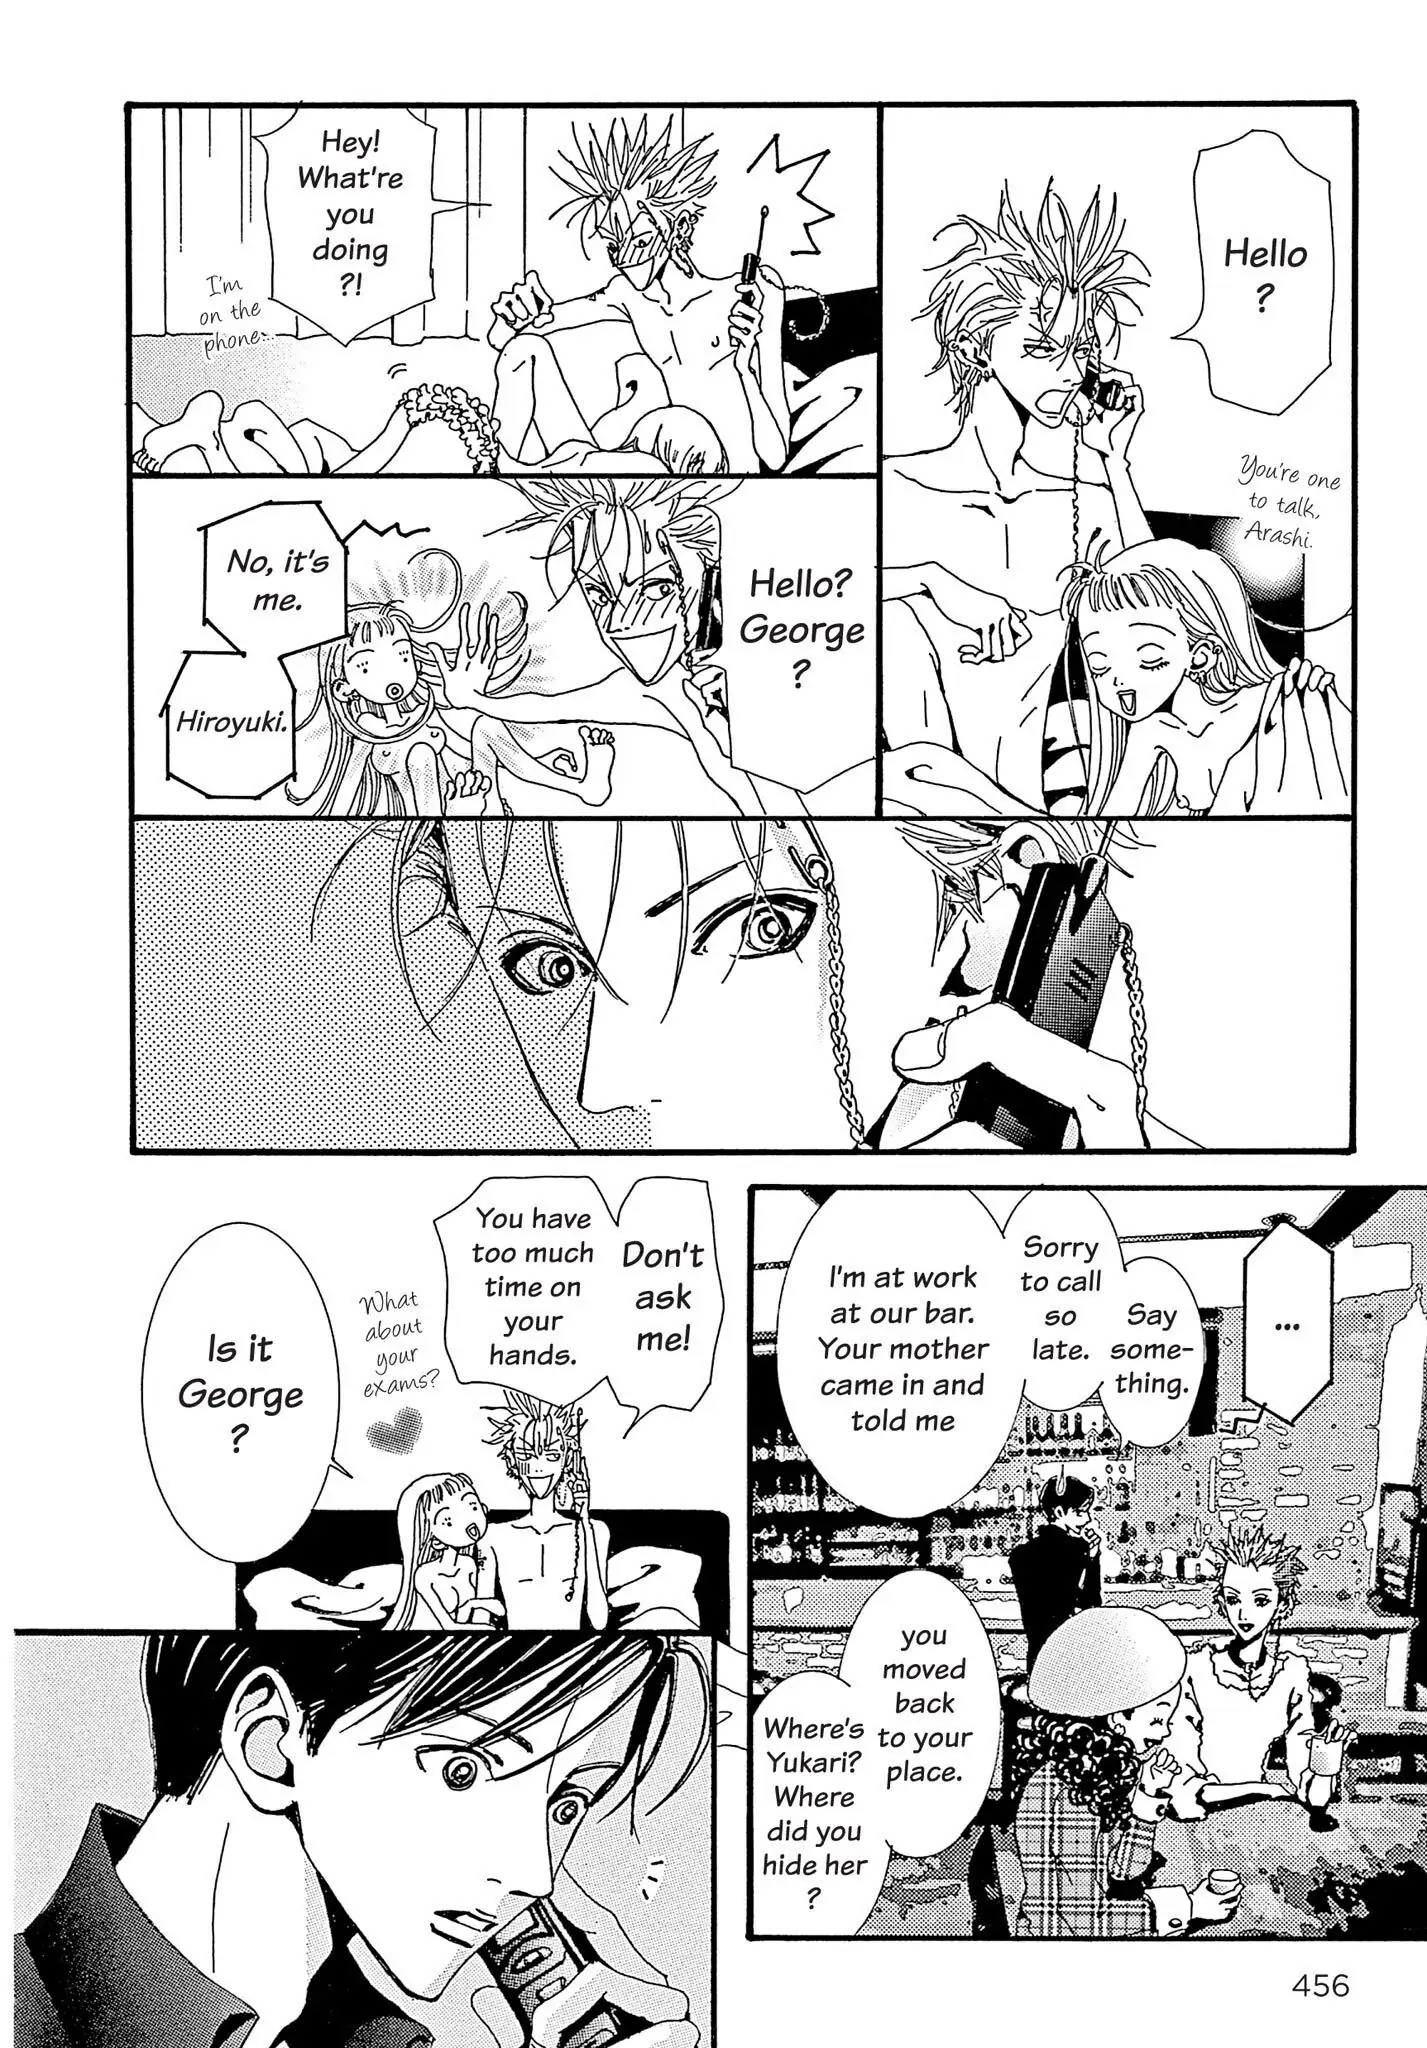 Hello
?
You're one
to talk,
Arashi.
Hey!
What're
you
doing
?!
I'm
on the
phone...
Hello?
George
?
No, it's
me.
Hiroyuki.
...
Say
some-
thing.
Sorry
to call
so
late.
I'm at work
at our bar.
Your mother
came in and
told me
you
moved
back
to your
place.
Where's
Yukari?
Where
did you
hide her
?
Don't
ask
me!
You have
too much
time on
your
hands.
What
about
your
exams?
Is it
George
?
456